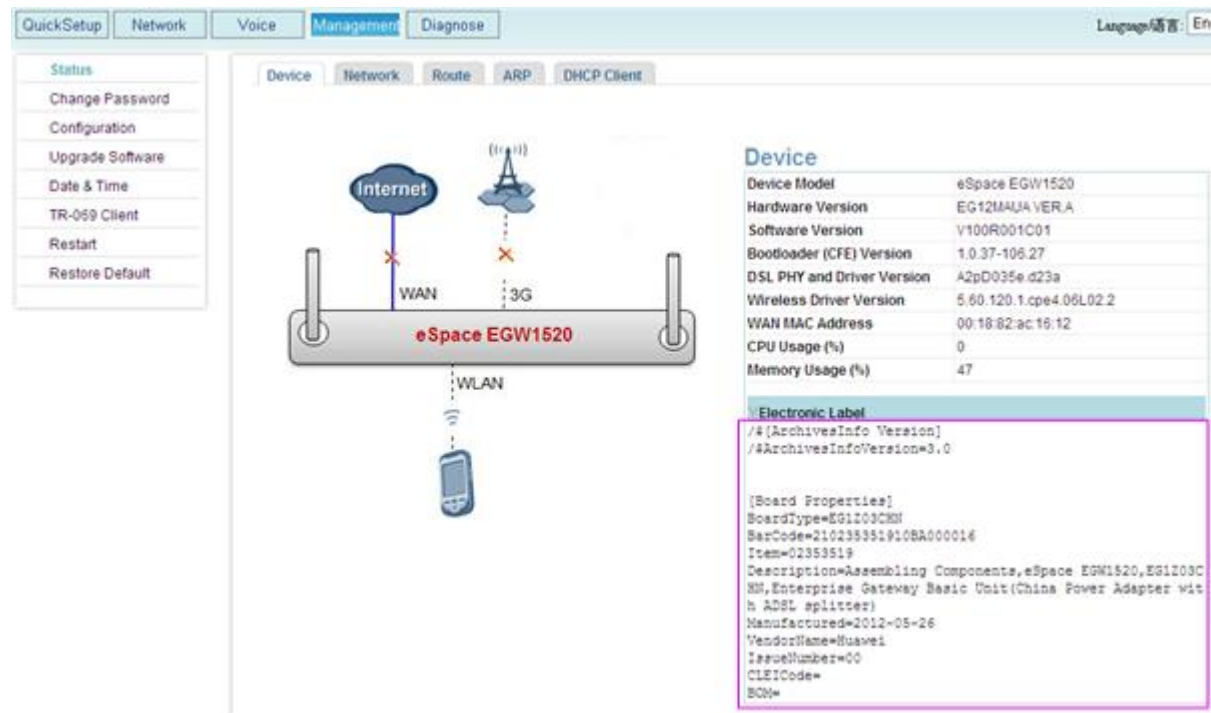 QuickSetup Network Voice Management Diagnose Language/语言: En
Status
Change Password
Configuration
Upgrade Software
Date & Time
TR-069 Client
Restart
Restore Default
Device Network Route ARP DHCP Client
Internet
WAN 3G
eSpace EGW1520
WLAN
Device
Device Model eSpace EGW1520
Hardware Version EG12MAUA VER.A
Software Version V100R001C01
Bootloader (CFE) Version 1.0.37-106.27
DSL PHY and Driver Version A2pD035e.d23a
Wireless Driver Version 5.60.120.1.cpe4.06L02.2
WAN MAC Address 00:18:82:ac:16:12
CPU Usage (%) 0
Memory Usage (%) 47
Electronic Label
/#[ArchivesInfo Version]
/#ArchivesInfoVersion=3.0
[Board Properties]
BoardType=EG1Z03CHN
BarCode=210235351910BA000016
Item=02353519
Description=Assembling Components,eSpace EGW1520,EG1Z03C
HN,Enterprise Gateway Basic Unit(China Power Adapter wit
h ADSL splitter)
Manufactured=2012-05-26
VendorName=Huawei
IssueNumber=00
CLEICode=
BOM=